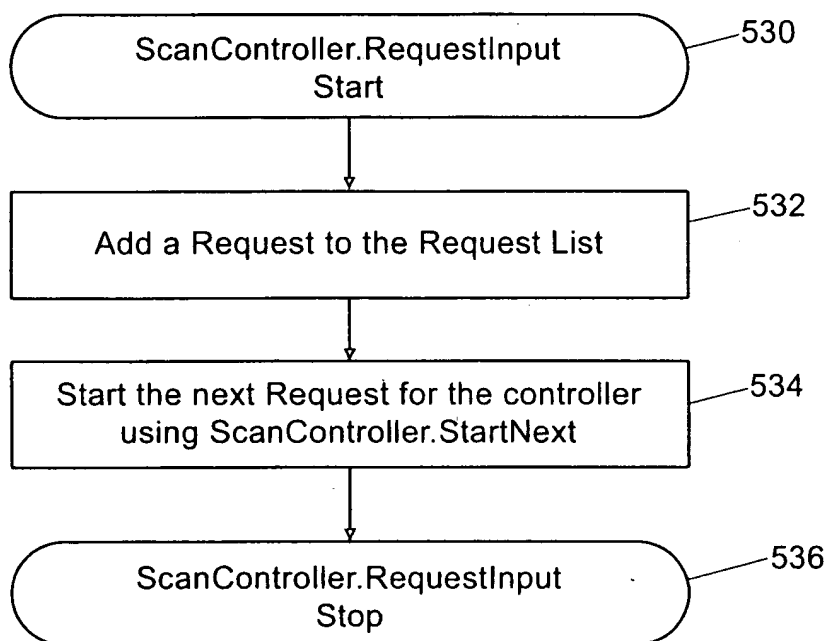 ScanController.RequestInput
Start
530
Add a Request to the Request List
532
Start the next Request for the controller
using ScanController.StartNext
534
ScanController.RequestInput
Stop
536